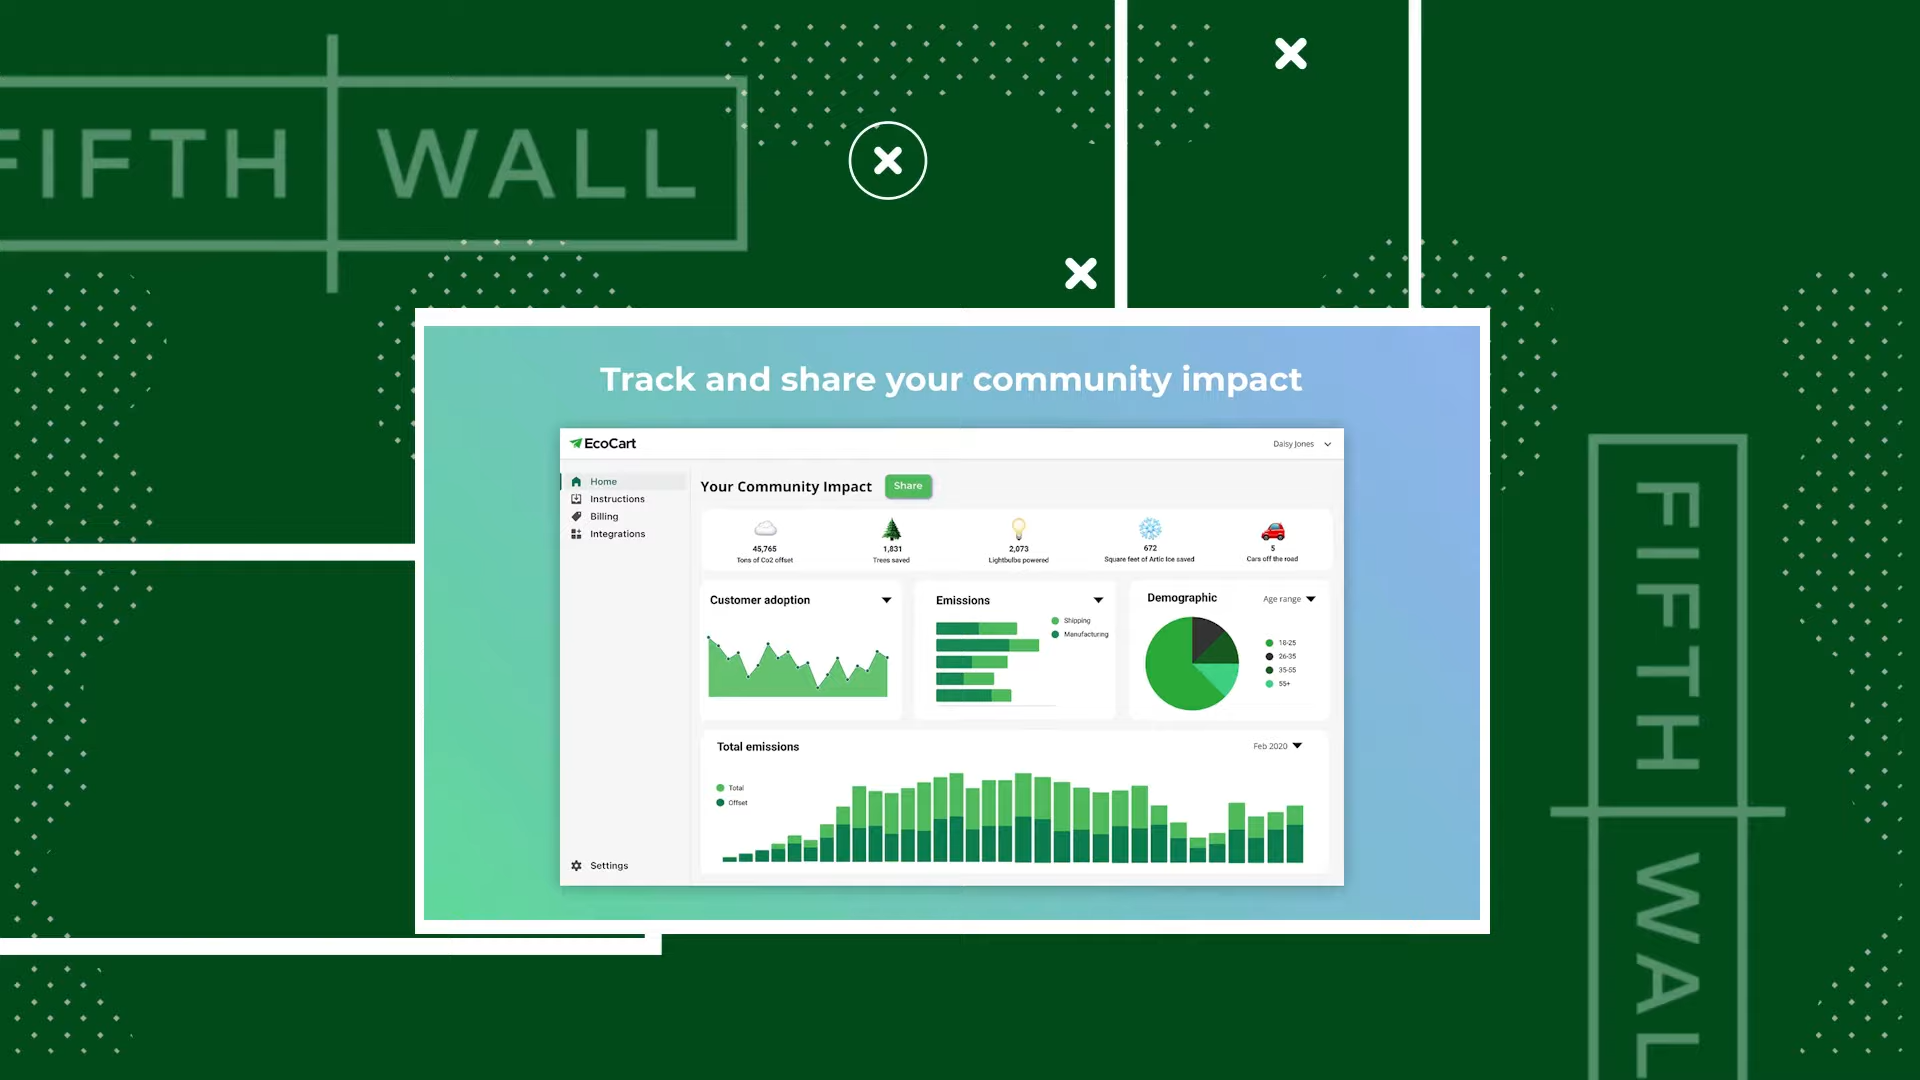 FIFTH WALL
Track and share your community impact
EcoCart
Daisy Jones
Home
Instructions
Billing
Integrations
Settings
Your Community Impact
Share
45,765
Tons of Co2 offset
1,831
Trees saved
2,073
Lightbulbs powered
672
Square feet of Artic Ice saved
5
Cars off the road
Customer adoption
Emissions
Shipping
Manufacturing
Demographic
Age range
18-25
26-35
35-55
55+
Total emissions
Feb 2020
Total
Offset
FIFTH WAL